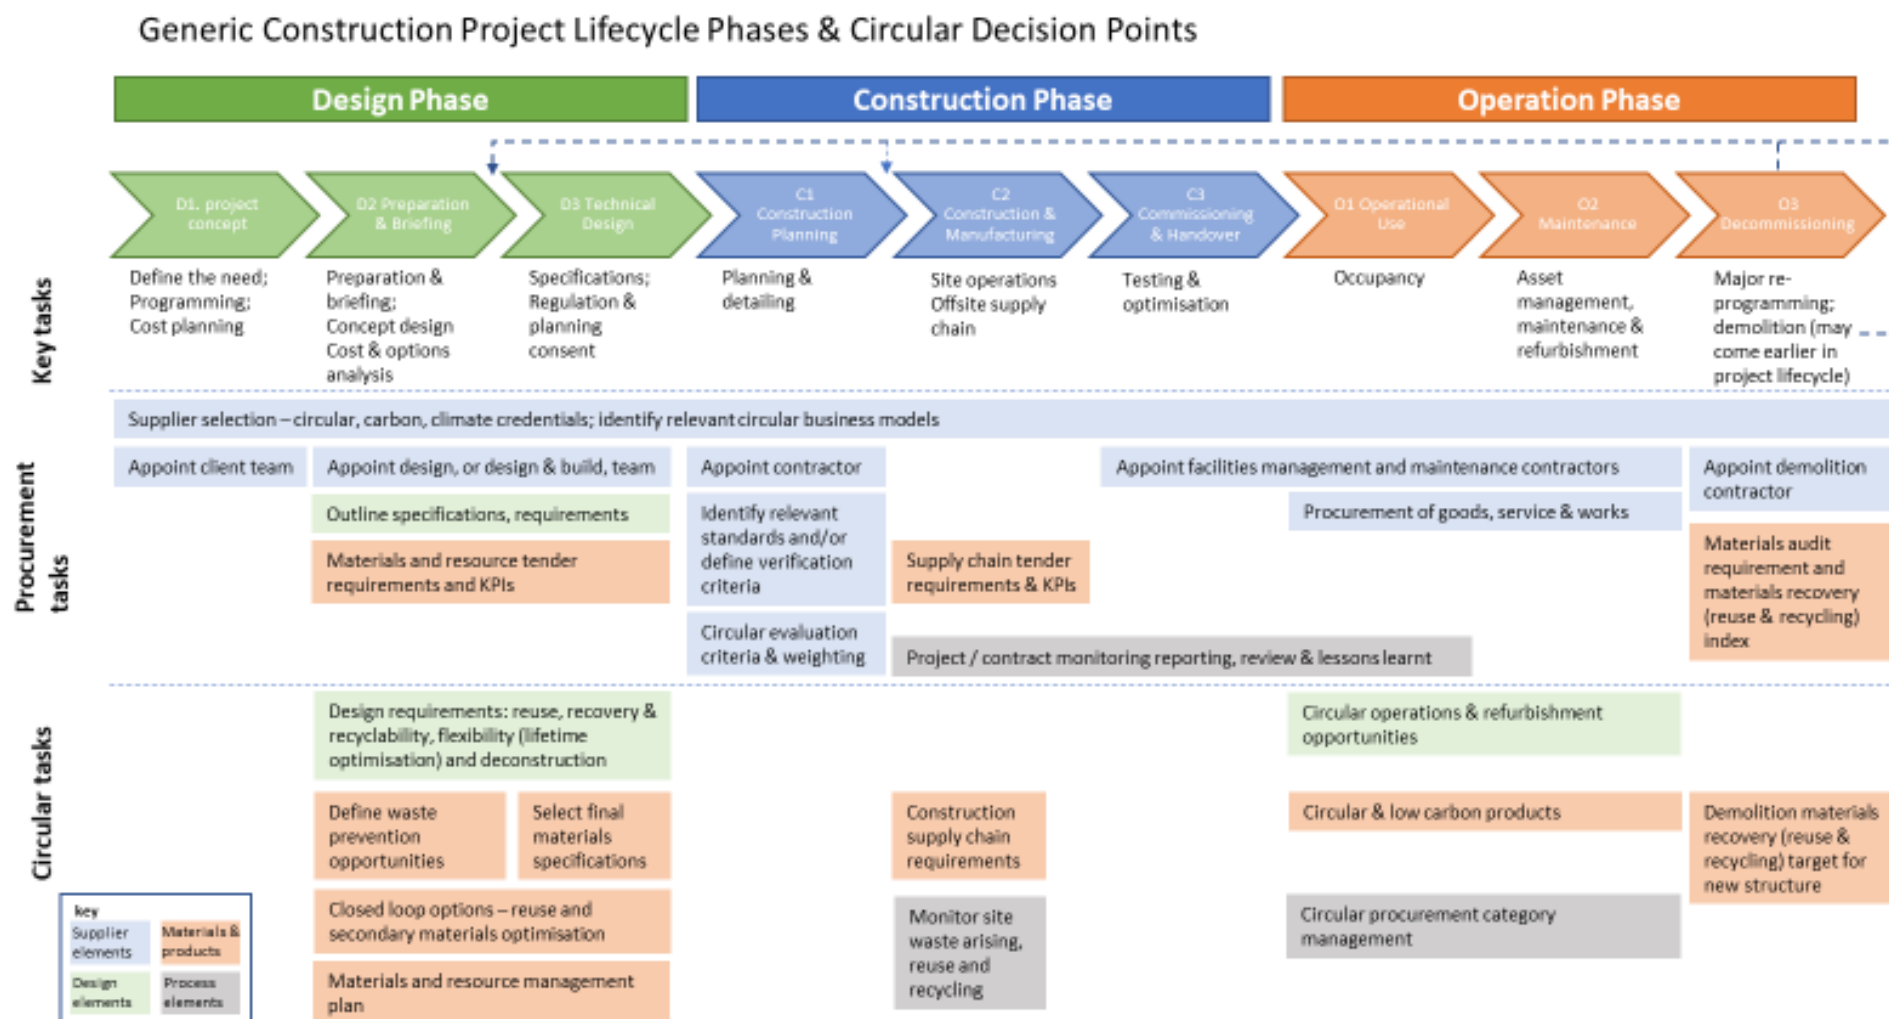 Generic Construction Project Lifecycle Phases & Circular Decision Points
Design Phase
Construction Phase
Operation Phase
D1. project
concept
D2 Preparation
& Briefing
D3 Technical
Design
C1
Construction
Planning
C2
Construction &
Manufacturing
C3
Commissioning
& Handover
O1 Operational
Use
O2
Maintenance
O3
Decommissioning
Key tasks
Define the need;
Programming;
Cost planning
Preparation &
briefing;
Concept design
Cost & options
analysis
Specifications;
Regulation &
planning
consent
Planning &
detailing
Site operations
Offsite supply
chain
Testing &
optimisation
Occupancy
Asset
management,
maintenance &
refurbishment
Major re-
programming;
demolition (may
come earlier in
project lifecycle)
Procurement
tasks
Supplier selection – circular, carbon, climate credentials; identify relevant circular business models
Appoint client team
Appoint design, or design & build, team
Appoint contractor
Appoint facilities management and maintenance contractors
Appoint demolition
contractor
Outline specifications, requirements
Identify relevant
standards and/or
define verification
criteria
Procurement of goods, service & works
Materials and resource tender
requirements and KPIs
Supply chain tender
requirements & KPIs
Materials audit
requirement and
materials recovery
(reuse & recycling)
index
Circular evaluation
criteria & weighting
Project / contract monitoring reporting, review & lessons learnt
Circular tasks
Design requirements: reuse, recovery &
recyclability, flexibility (lifetime
optimisation) and deconstruction
Circular operations & refurbishment
opportunities
Define waste
prevention
opportunities
Select final
materials
specifications
Construction
supply chain
requirements
Circular & low carbon products
Demolition materials
recovery (reuse &
recycling) target for
new structure
Closed loop options – reuse and
secondary materials optimisation
Monitor site
waste arising,
reuse and
recycling
Circular procurement category
management
Materials and resource management
plan
key
Supplier
elements
Materials &
products
Design
elements
Process
elements